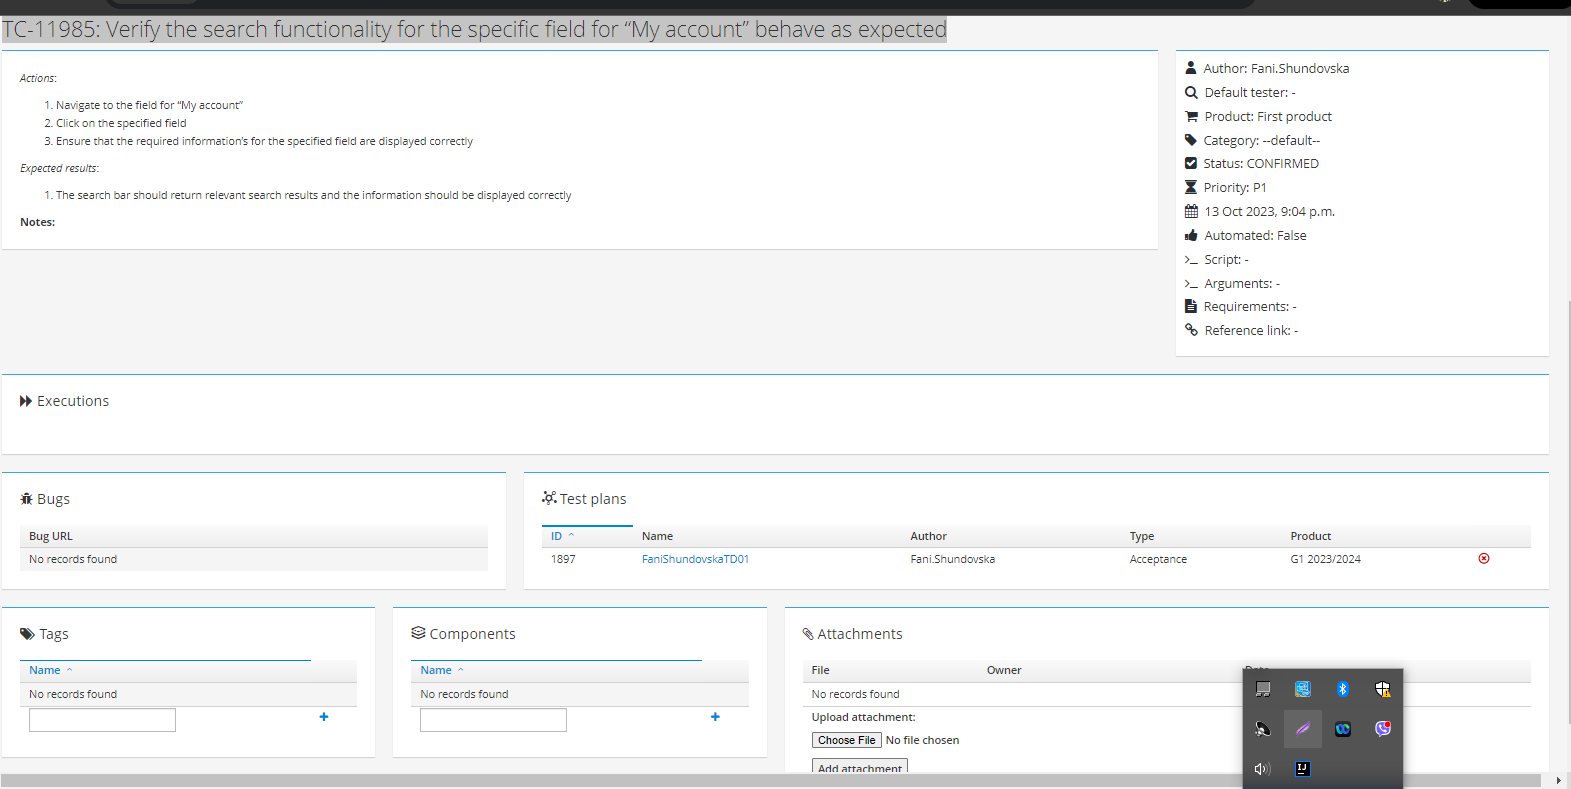 TC-11985: Verify the search functionality for the specific field for “My account” behave as expected
Actions:
1. Navigate to the field for “My account”
2. Click on the specified field
3. Ensure that the required information’s for the specified field are displayed correctly
Expected results:
1. The search bar should return relevant search results and the information should be displayed correctly
Notes:
Author: Fani.Shundovska
Default tester: -
Product: First product
Category: --default--
Status: CONFIRMED
Priority: P1
13 Oct 2023, 9:04 p.m.
Automated: False
Script: -
Arguments: -
Requirements: -
Reference link: -
Executions
Bugs
Bug URL
No records found
Test plans
ID Name Author Type Product
1897 FaniShundovskaTD01 Fani.Shundovska Acceptance G1 2023/2024
Tags
Name
No records found
Components
Name
No records found
Attachments
File Owner Date
No records found
Upload attachment:
Choose File No file chosen
Add attachment
IJ